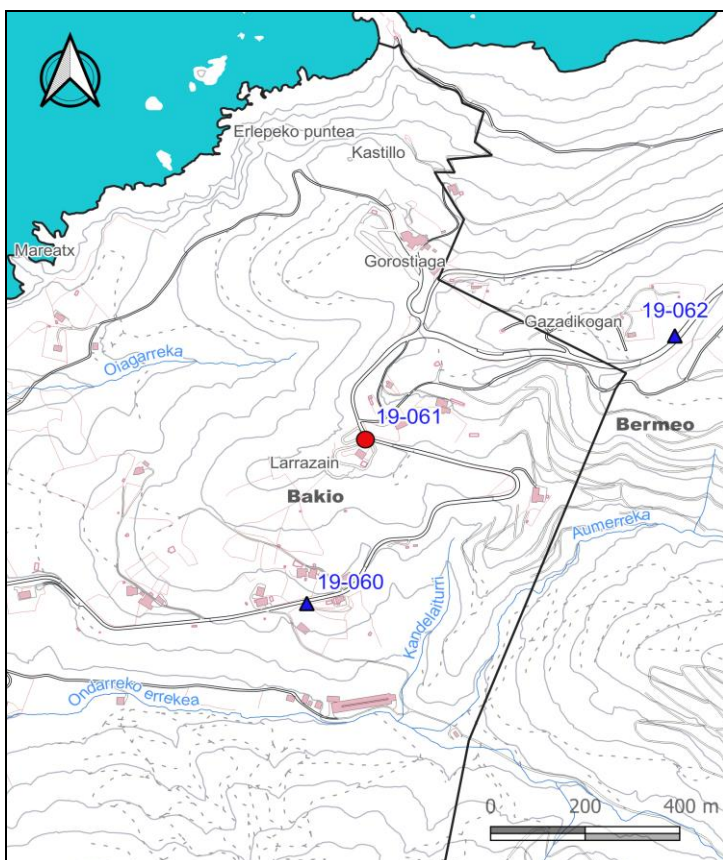 Erlepeko puntea
Kastillo
Mareatx
Gorostiaga
19-062
Gazadikogan
Oiagarreka
19-061
Bermeo
Larrazain
Bakio
Aumerreka
19-060
Kandelaiturri
Ondarreko errekea
0 200 400 m